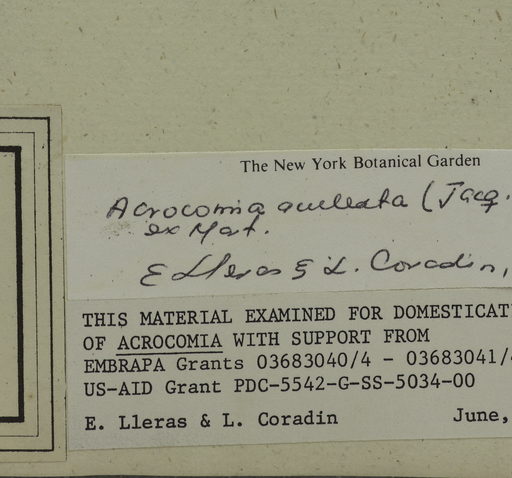 The New York Botanical Garden
Acrocomia aculeata (Jacq.
ex Mart.
E Lleras & L. Coradin,
THIS MATERIAL EXAMINED FOR DOMESTICAT
OF ACROCOMIA WITH SUPPORT FROM
EMBRAPA Grants 03683040/4 - 03683041/4
US-AID Grant PDC-5542-G-SS-5034-00
E. Lleras & L. Coradin June,